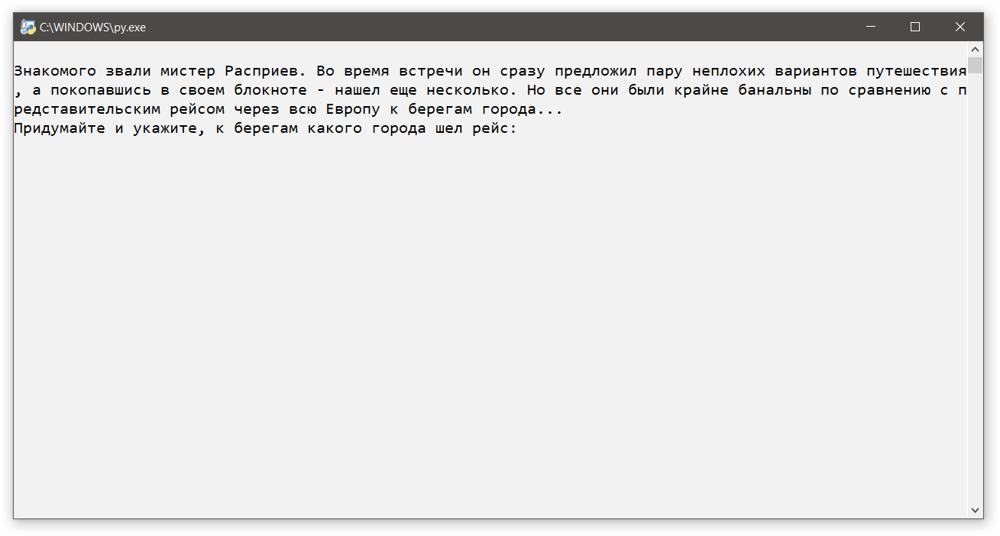 C:\WINDOWS\py.exe
Знакомого звали мистер Расприев. Во время встречи он сразу предложил пару неплохих вариантов путешествия
, а покопавшись в своем блокноте - нашел еще несколько. Но все они были крайне банальны по сравнению с п
редставительским рейсом через всю Европу к берегам города...
Придумайте и укажите, к берегам какого города шел рейс: